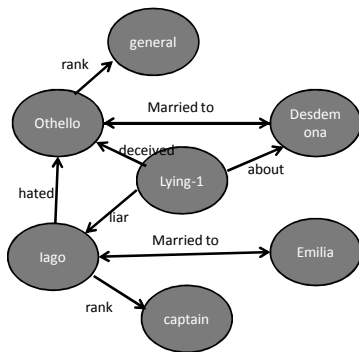 general
rank
Married to
Othello
Desdem
ona
deceived
Lying-1
about
hated
liar
Married to
Iago
Emilia
rank
captain